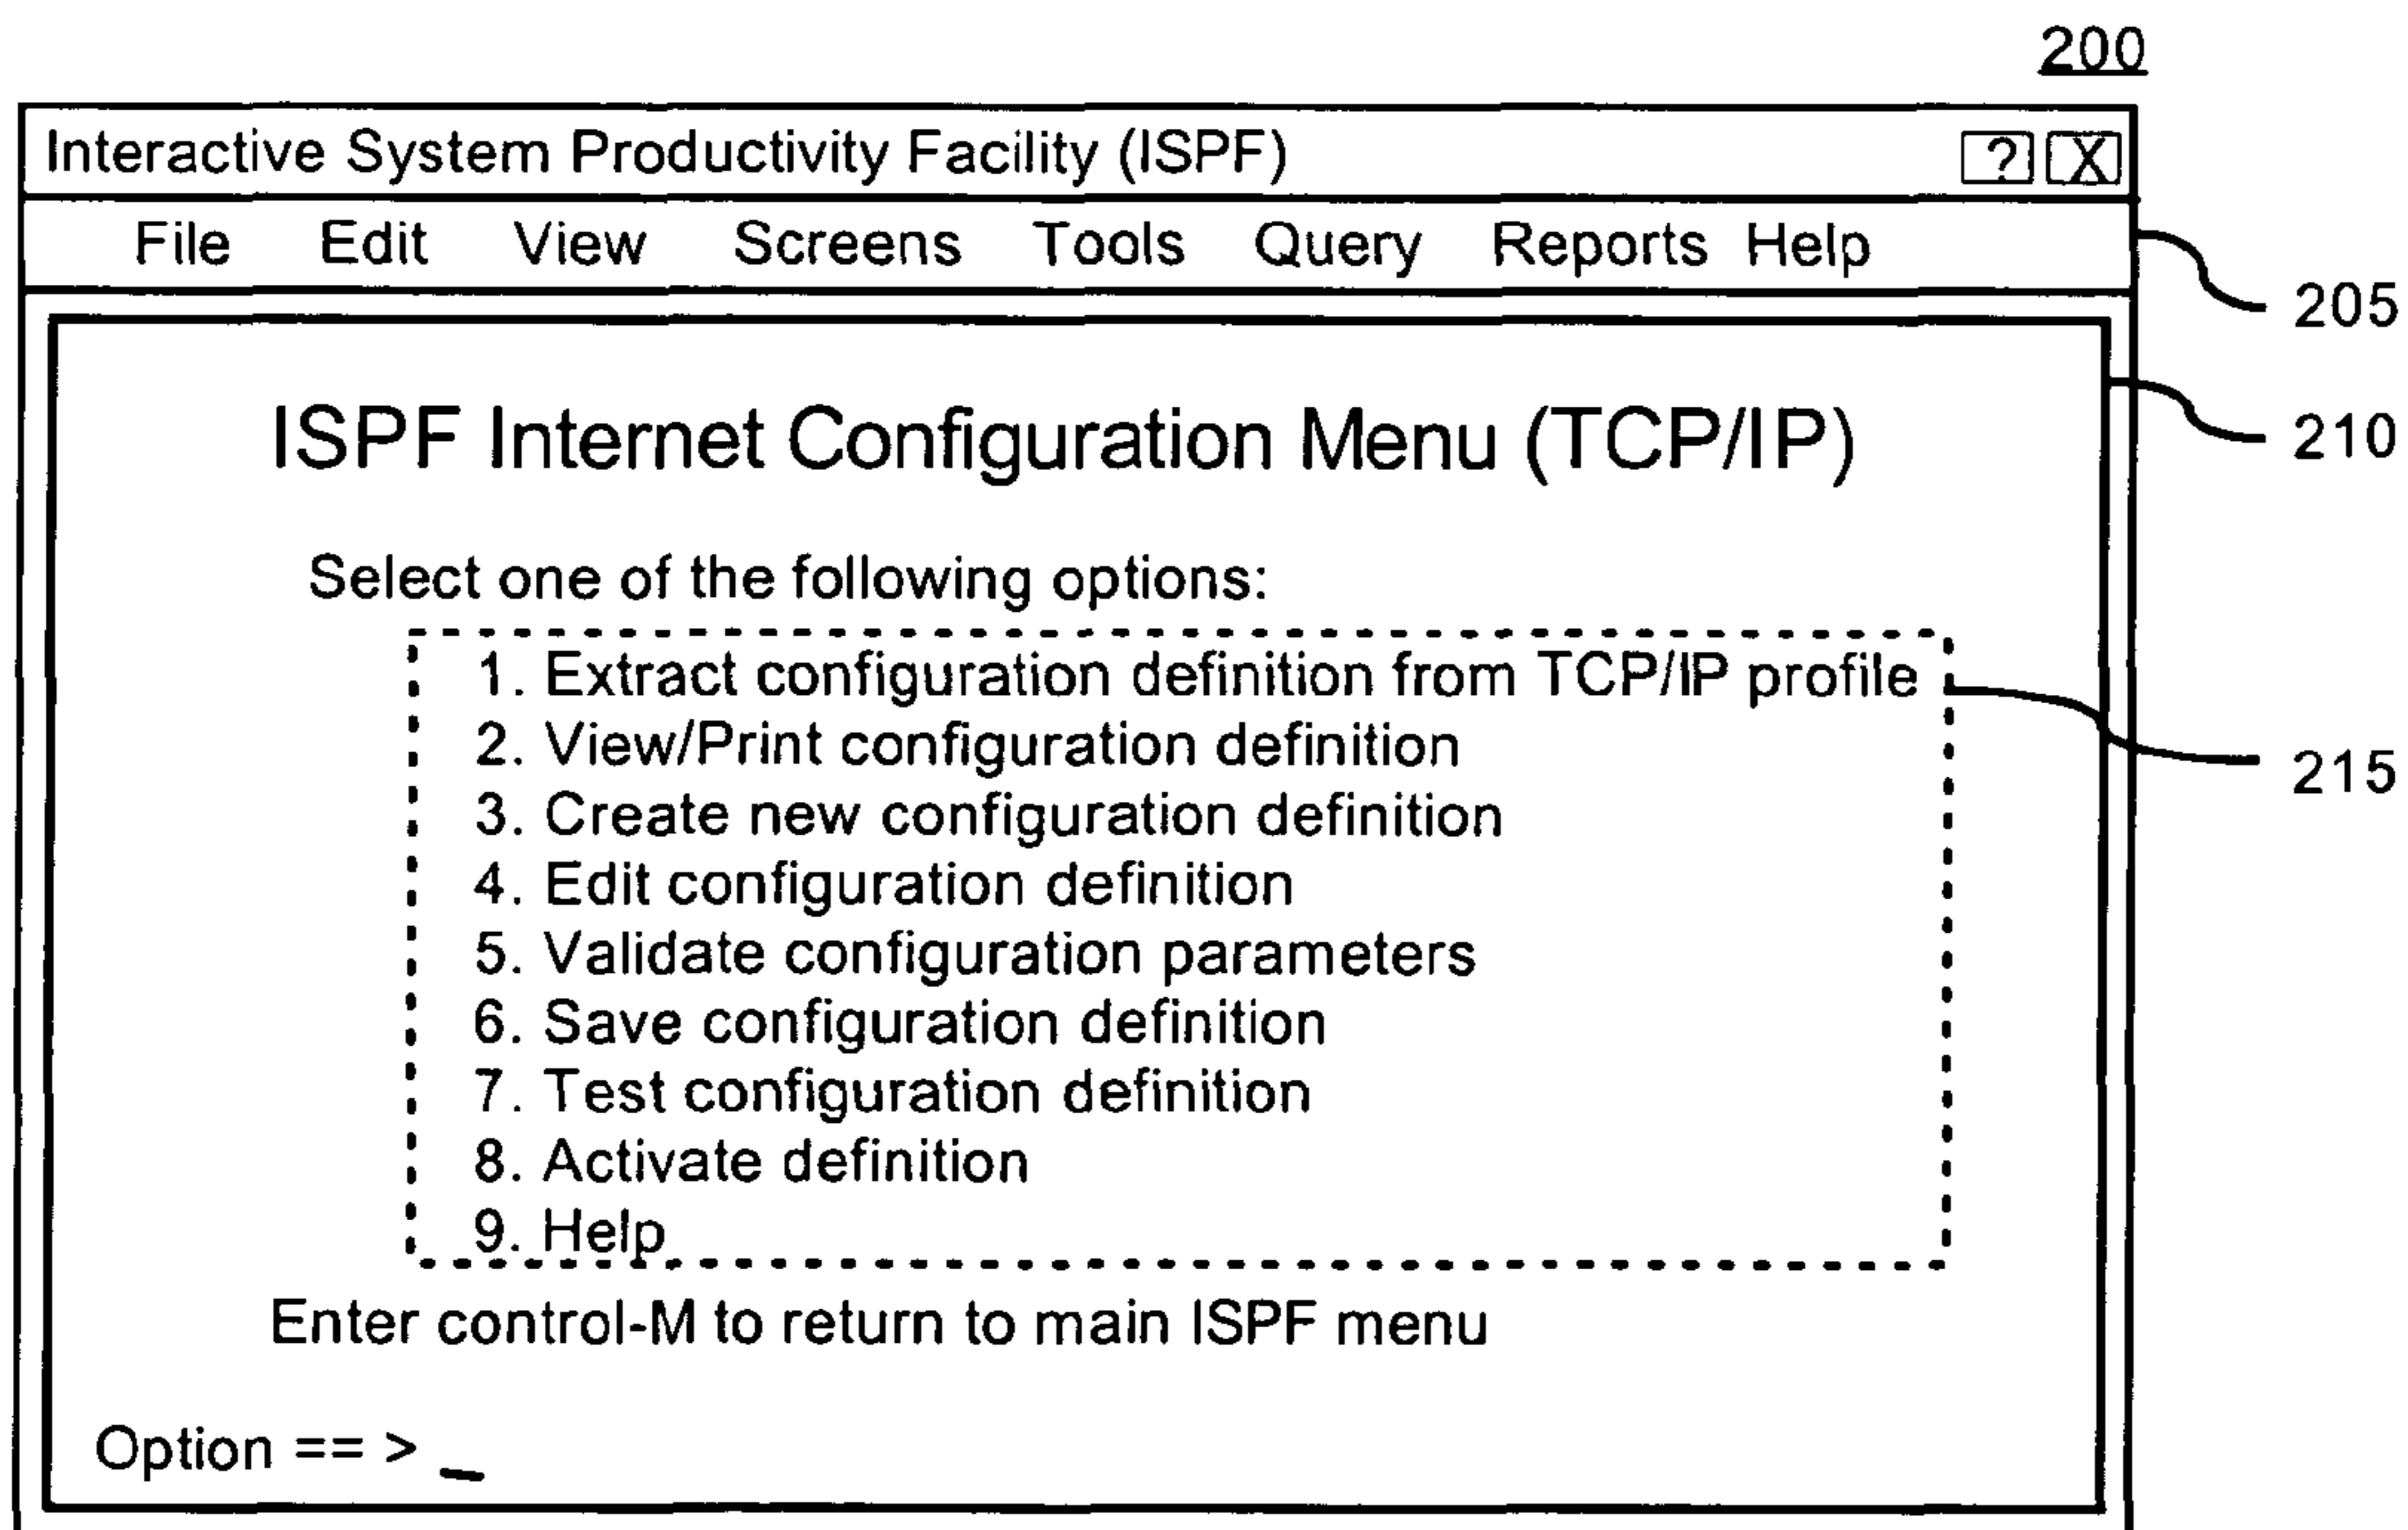 200
Interactive System Productivity Facility (ISPF) ? X
File Edit View Screens Tools Query Reports Help
205
210
ISPF Internet Configuration Menu (TCP/IP)
Select one of the following options:
1. Extract configuration definition from TCP/IP profile
2. View/Print configuration definition
215
3. Create new configuration definition
4. Edit configuration definition
5. Validate configuration parameters
6. Save configuration definition
7. Test configuration definition
8. Activate definition
9. Help
Enter control-M to return to main ISPF menu
Option == > _